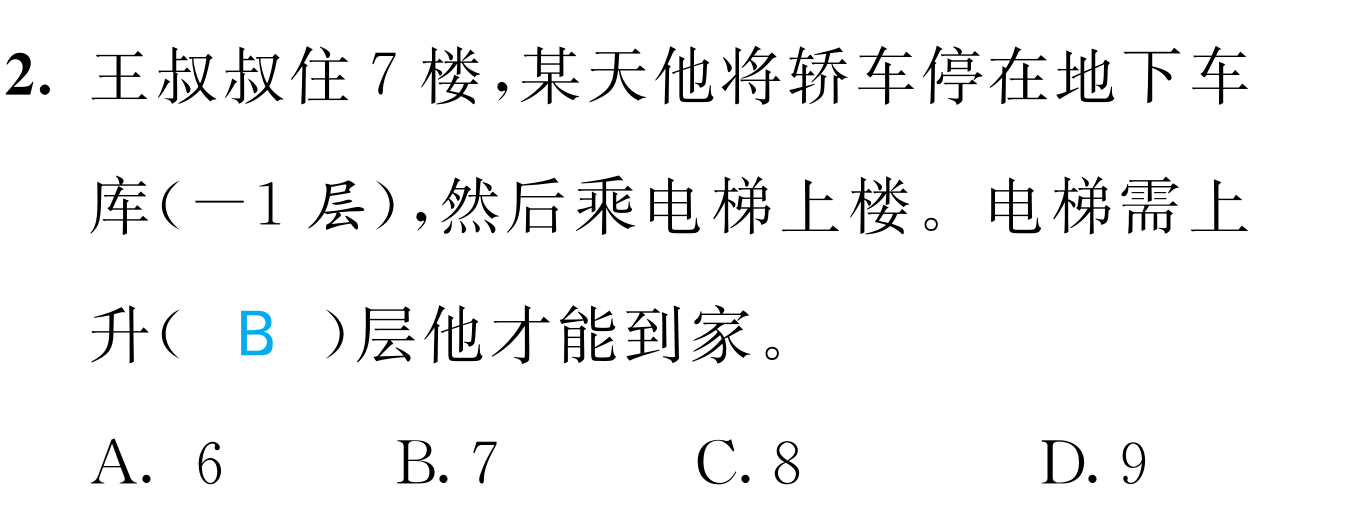 2. 王叔叔住 7 楼,某天他将轿车停在地下车
库(－1 层),然后乘电梯上楼。电梯需上
升( B )层他才能到家。
A. 6 B. 7 C. 8 D. 9